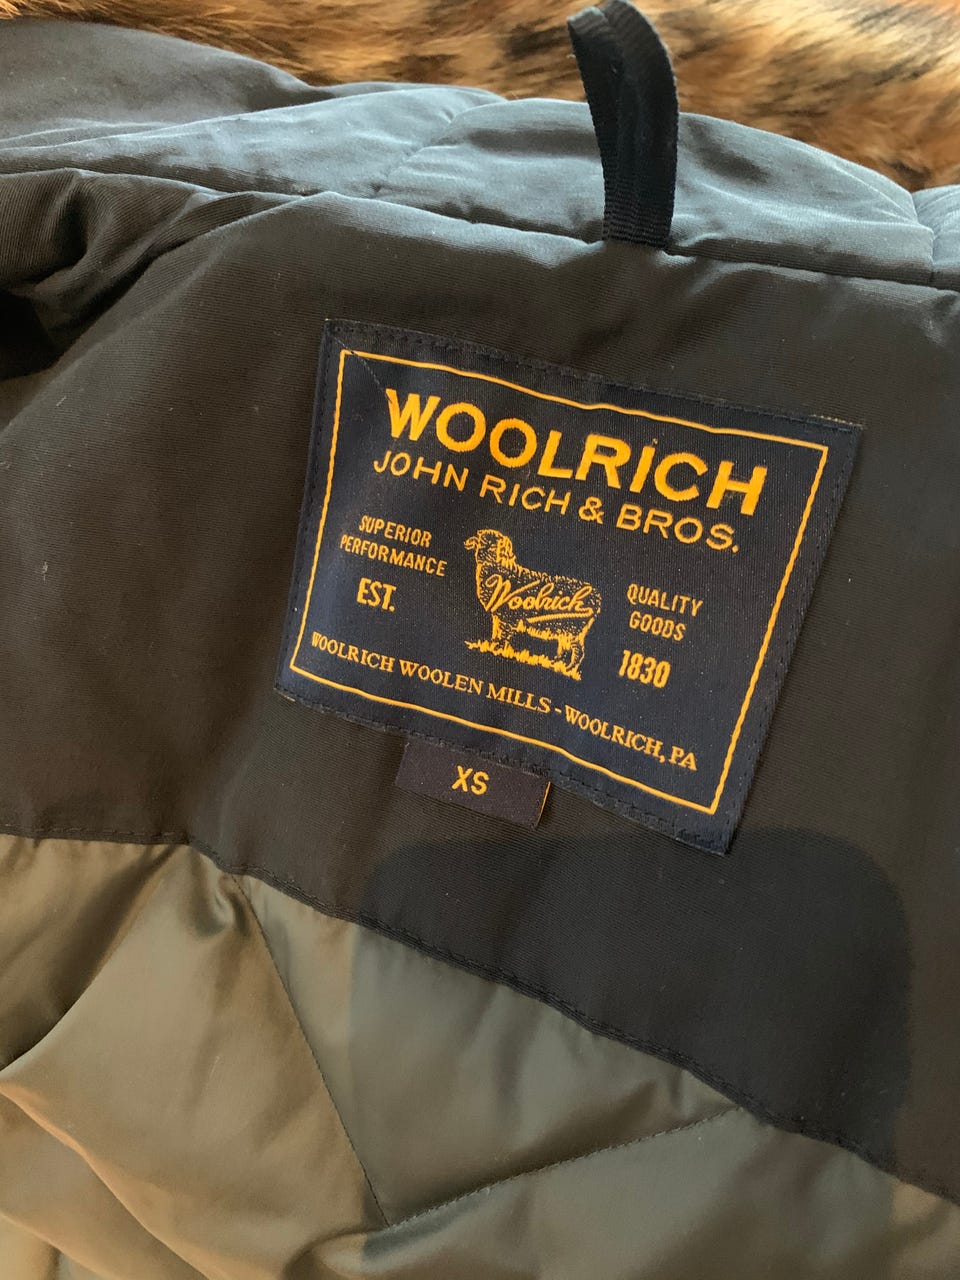 WOOLRICH
JOHN RICH & BROS.
SUPERIOR
PERFORMANCE
EST.
Woolrich
QUALITY
GOODS
1830
WOOLRICH WOOLEN MILLS - WOOLRICH, PA
XS